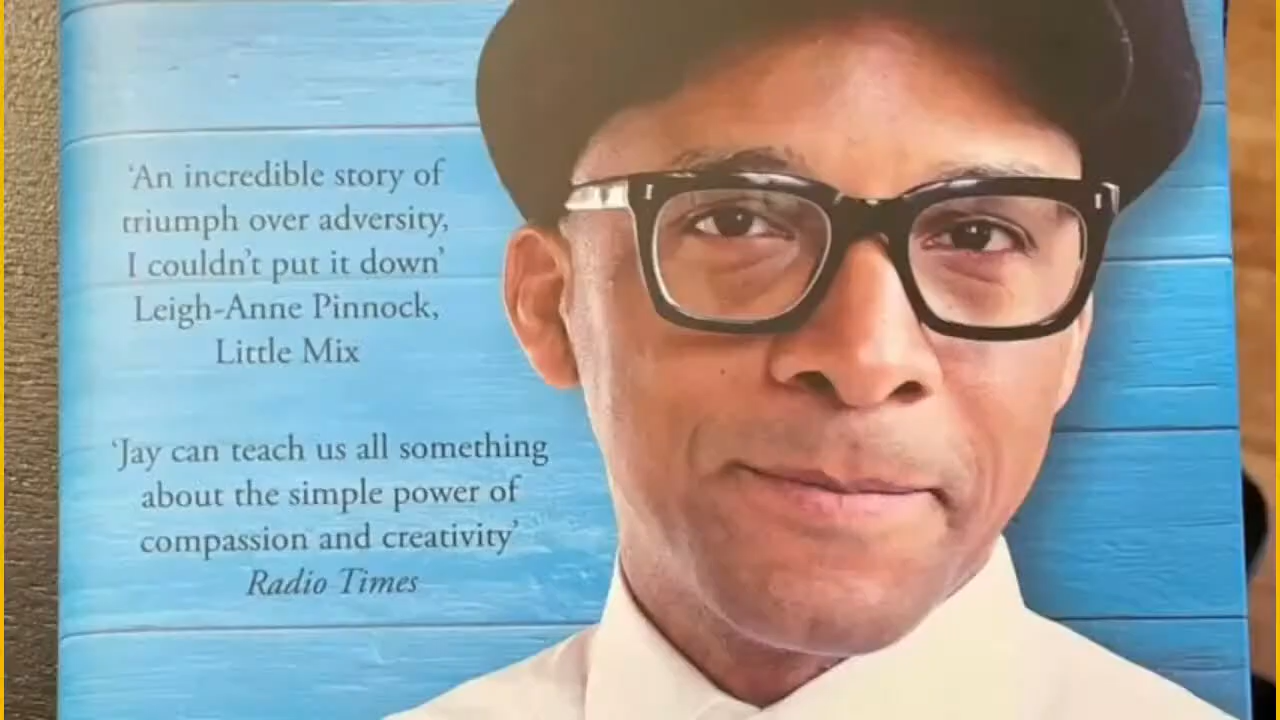 ‘An incredible story of
triumph over adversity,
I couldn’t put it down’
Leigh-Anne Pinnock,
Little Mix
‘Jay can teach us all something
about the simple power of
compassion and creativity’
Radio Times